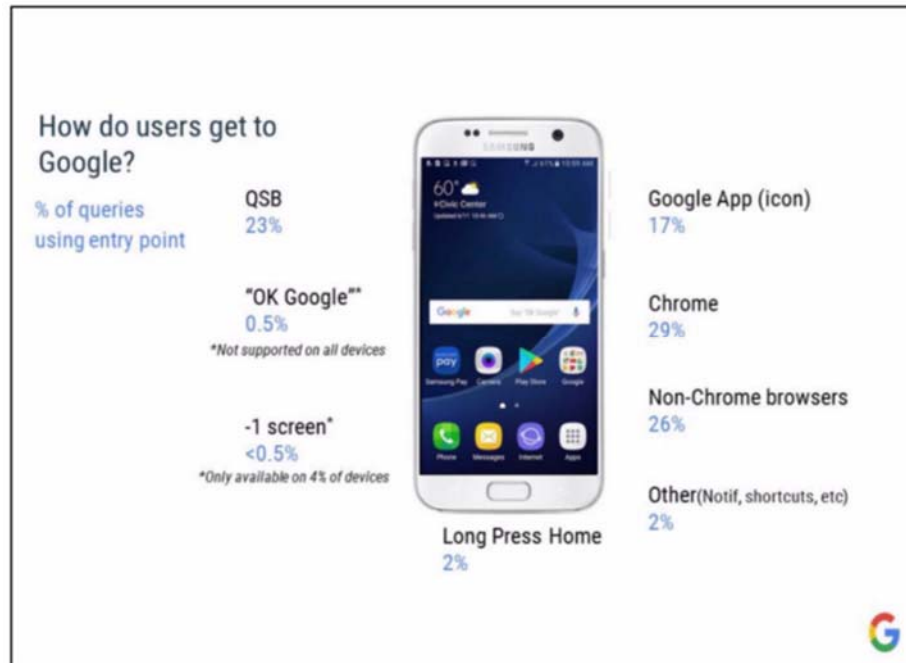 How do users get to
Google?
% of queries
using entry point
QSB
23%
"OK Google"*
0.5%
*Not supported on all devices
-1 screen*
<0.5%
*Only available on 4% of devices
SAMSUNG
60°
Civic Center
Google
Say "OK Google"
Samsung Pay
Camera
Play Store
Google
Phone
Messages
Internet
Apps
Long Press Home
2%
Google App (icon)
17%
Chrome
29%
Non-Chrome browsers
26%
Other(Notif, shortcuts, etc)
2%
G